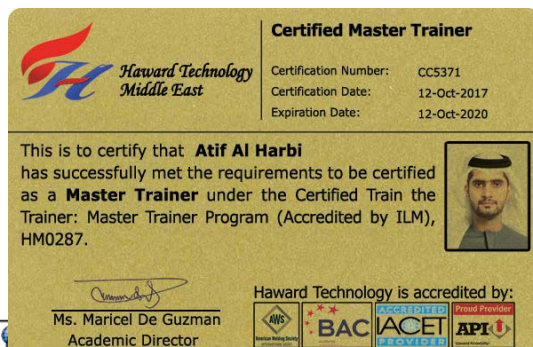 Haward Technology
Middle East
Certified Master Trainer
Certification Number: CC5371
Certification Date: 12-Oct-2017
Expiration Date: 12-Oct-2020
This is to certify that Atif Al Harbi
has successfully met the requirements to be certified
as a Master Trainer under the Certified Train the
Trainer: Master Trainer Program (Accredited by ILM),
HM0287.
Ms. Maricel De Guzman
Academic Director
Haward Technology is accredited by:
AWS
American Welding Society
BAC
ACCREDITED
IACET
PROVIDER
Proud Provider
API